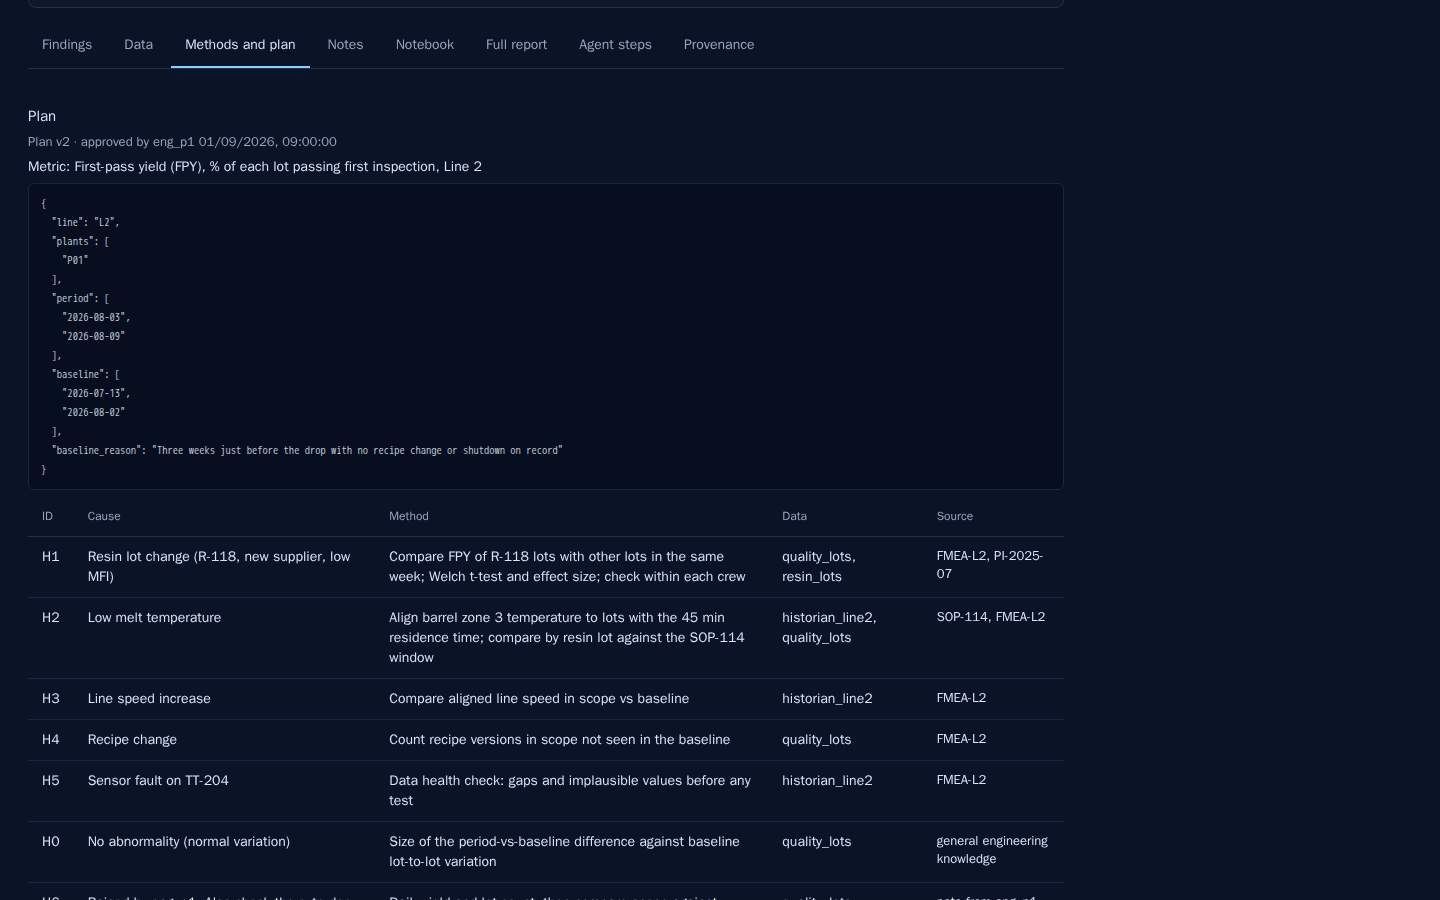 Findings Data Methods and plan Notes Notebook Full report Agent steps Provenance
Plan
Plan v2 · approved by eng_p1 01/09/2026, 09:00:00
Metric: First-pass yield (FPY), % of each lot passing first inspection, Line 2
{
"line": "L2",
"plants": [
"P01"
],
"period": [
"2026-08-03",
"2026-08-09"
],
"baseline": [
"2026-07-13",
"2026-08-02"
],
"baseline_reason": "Three weeks just before the drop with no recipe change or shutdown on record"
}
ID Cause Method Data Source
H1 Resin lot change (R-118, new supplier, low Compare FPY of R-118 lots with other lots in the same quality_lots, FMEA-L2, PI-2025-
MFI) week; Welch t-test and effect size; check within each crew resin_lots 07
H2 Low melt temperature Align barrel zone 3 temperature to lots with the 45 min historian_line2, SOP-114, FMEA-L2
residence time; compare by resin lot against the SOP-114 quality_lots
window
H3 Line speed increase Compare aligned line speed in scope vs baseline historian_line2 FMEA-L2
H4 Recipe change Count recipe versions in scope not seen in the baseline quality_lots FMEA-L2
H5 Sensor fault on TT-204 Data health check: gaps and implausible values before any historian_line2 FMEA-L2
test
H0 No abnormality (normal variation) Size of the period-vs-baseline difference against baseline quality_lots general engineering
lot-to-lot variation knowledge